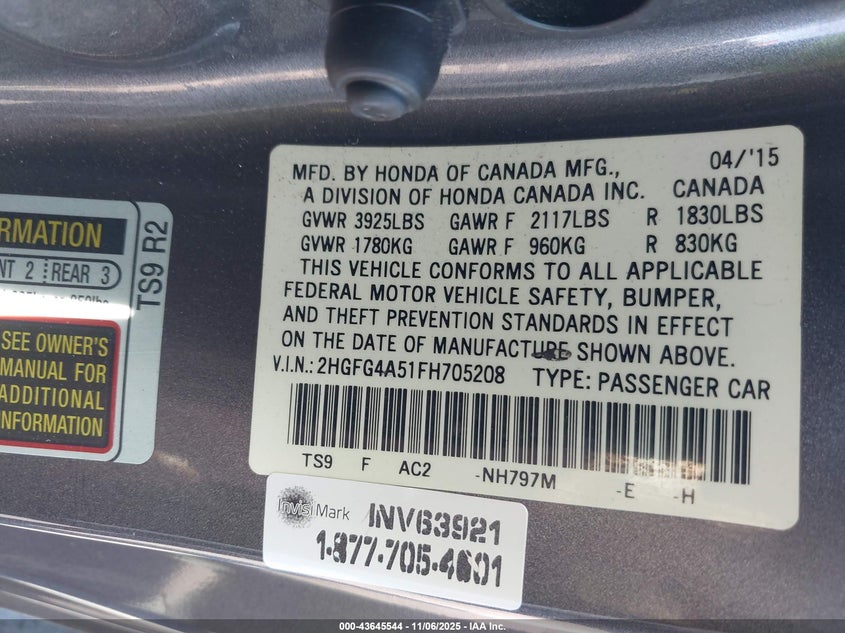 RMATION
NT 2 REAR 3
TS9 R2
SEE OWNER'S
MANUAL FOR
ADDITIONAL
INFORMATION
MFD. BY HONDA OF CANADA MFG., 04/'15
A DIVISION OF HONDA CANADA INC. CANADA
GVWR 3925LBS GAWR F 2117LBS R 1830LBS
GVWR 1780KG GAWR F 960KG R 830KG
THIS VEHICLE CONFORMS TO ALL APPLICABLE
FEDERAL MOTOR VEHICLE SAFETY, BUMPER,
AND THEFT PREVENTION STANDARDS IN EFFECT
ON THE DATE OF MANUFACTURE SHOWN ABOVE.
V.I.N.: 2HGFG4A51FH705208 TYPE: PASSENGER CAR
TS9 F AC2 -NH797M -E -H
InvisiMark INV63921
1-877-705-4601
00-43645544 — 11/06/2025 — IAA Inc.